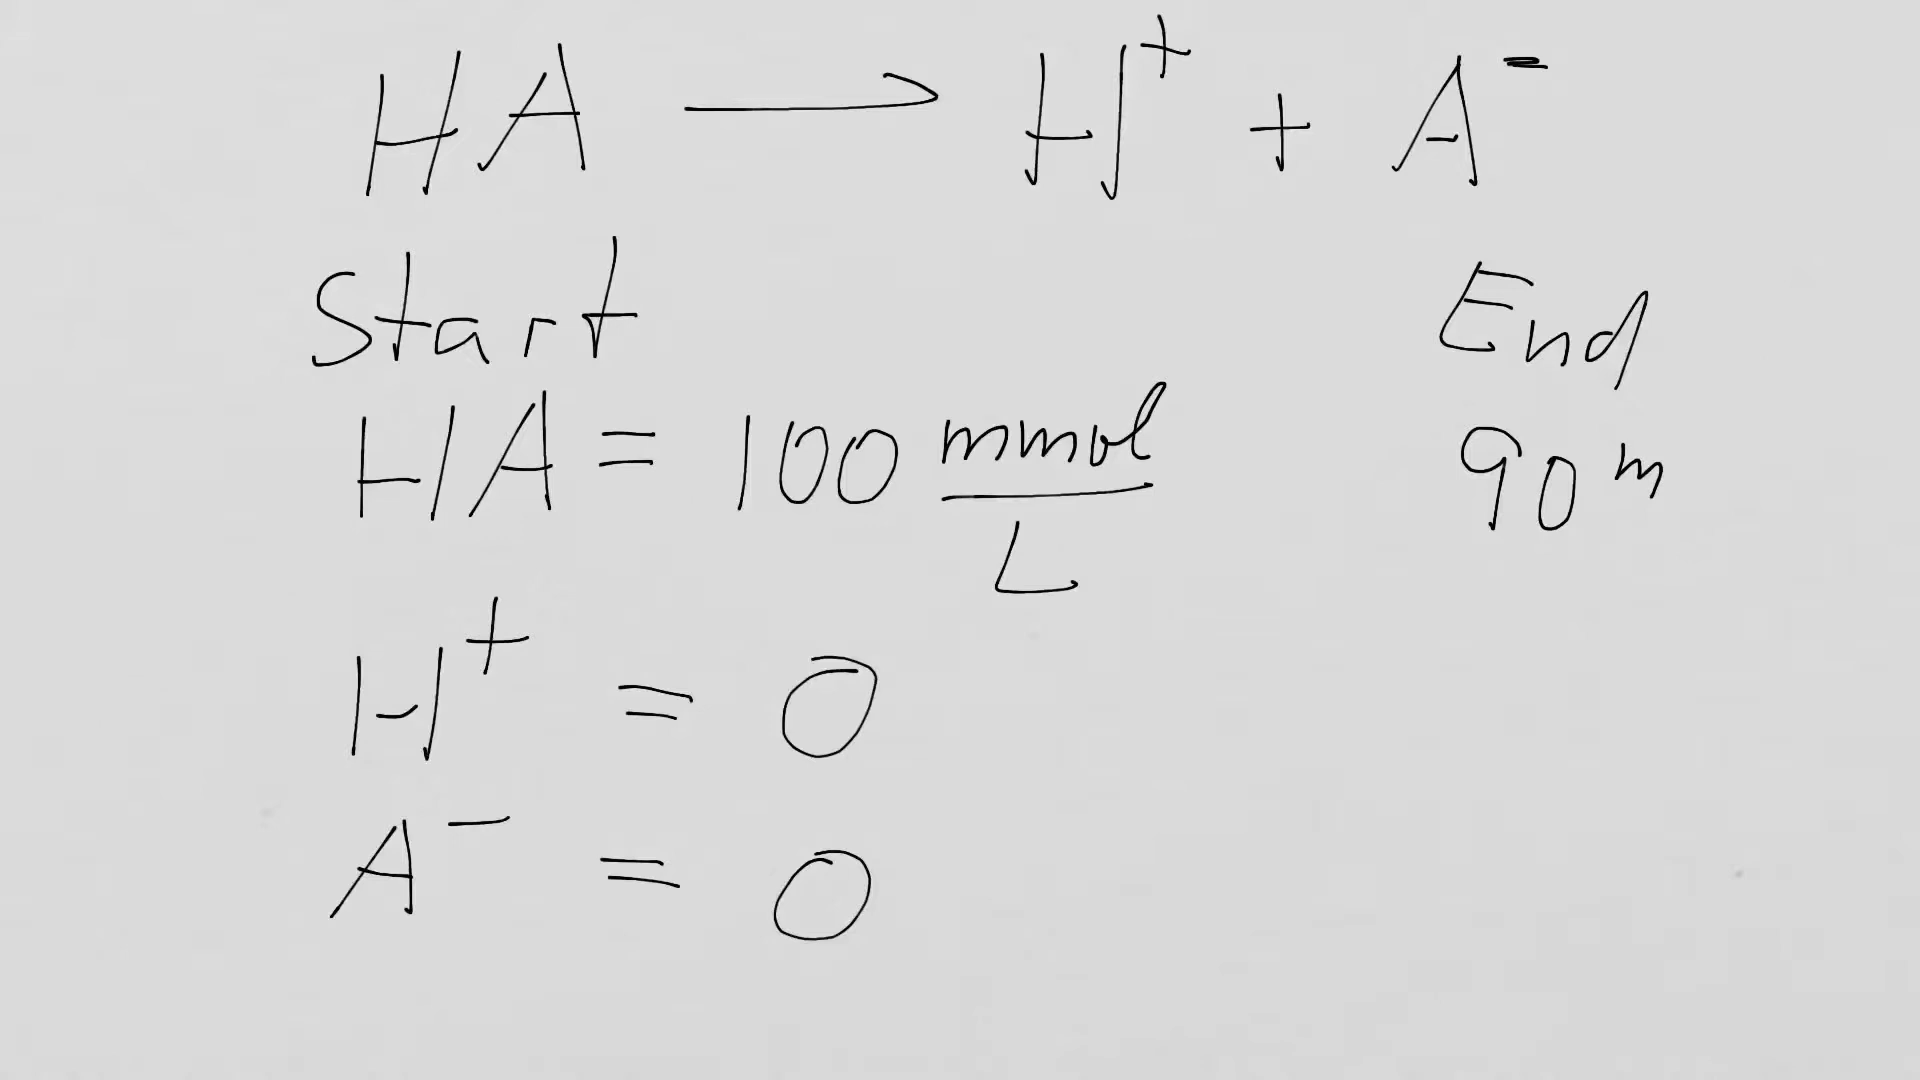 HA → H⁺ + A⁻
Start End
HA = 100 mmol/L 90 m
H⁺ = 0
A⁻ = 0